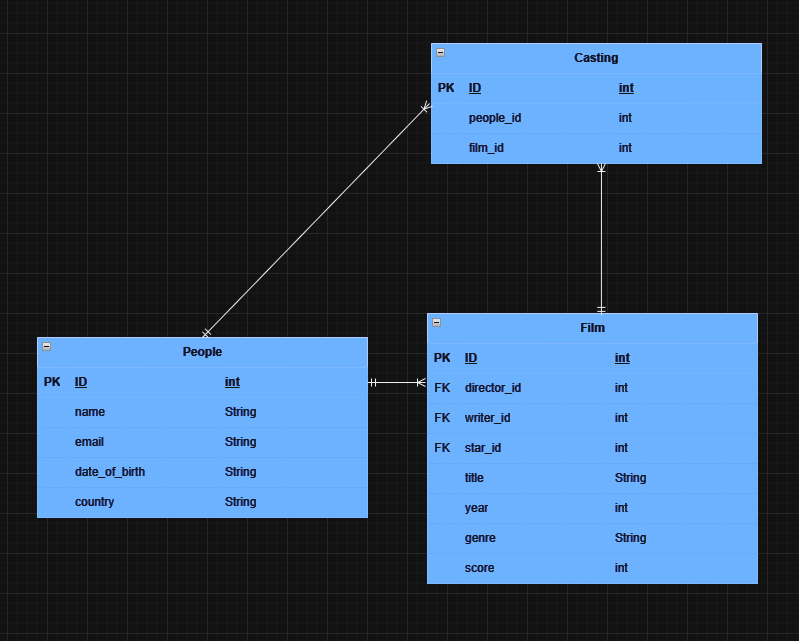 Casting
PK ID int
people_id int
film_id int
People
PK ID int
name String
email String
date_of_birth String
country String
Film
PK ID int
FK director_id int
FK writer_id int
FK star_id int
title String
year int
genre String
score int